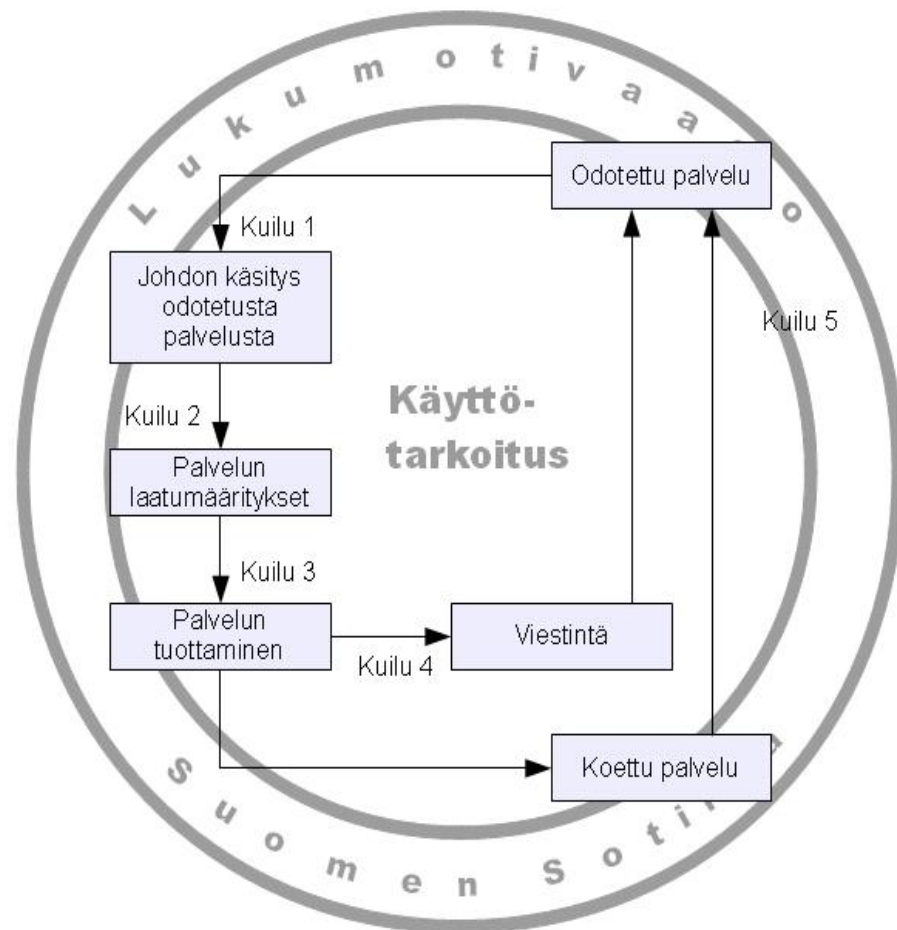 Lukumotivaatio
Odotettu palvelu
Kuilu 1
Johdon käsitys
odotetusta
palvelusta
Kuilu 5
Kuilu 2
Käyttö-
tarkoitus
Palvelun
laatumääritykset
Kuilu 3
Palvelun
tuottaminen
Kuilu 4
Viestintä
Koettu palvelu
Suomen